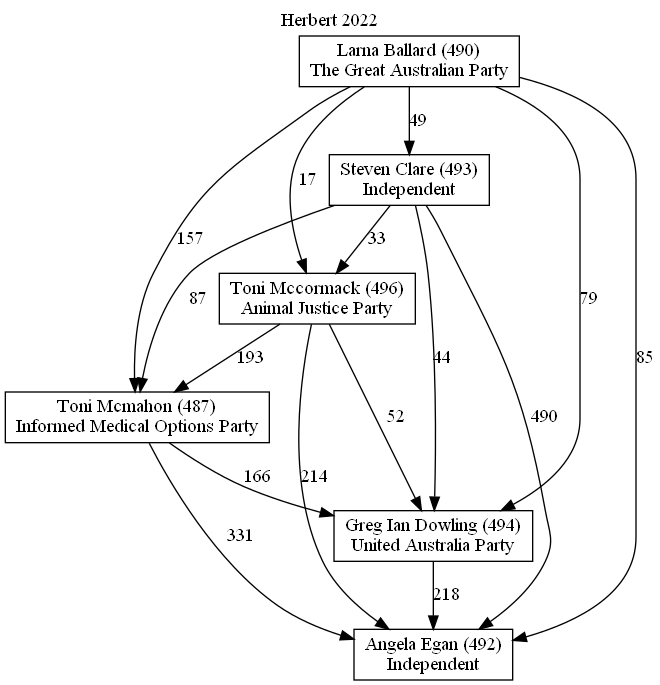 Herbert 2022
Larna Ballard (490)
The Great Australian Party
49
Steven Clare (493)
Independent
17
33
157
87
79
Toni Mccormack (496)
Animal Justice Party
193
44
85
Toni Mcmahon (487)
Informed Medical Options Party
52
490
166
214
Greg Ian Dowling (494)
United Australia Party
331
218
Angela Egan (492)
Independent